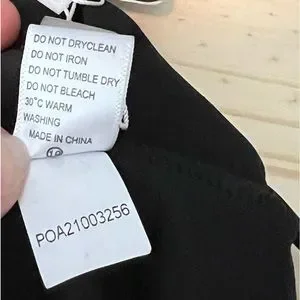 DO NOT DRYCLEAN
DO NOT IRON
DO NOT TUMBLE DRY
DO NOT BLEACH
30°C WARM
WASHING
MADE IN CHINA
POA21003256